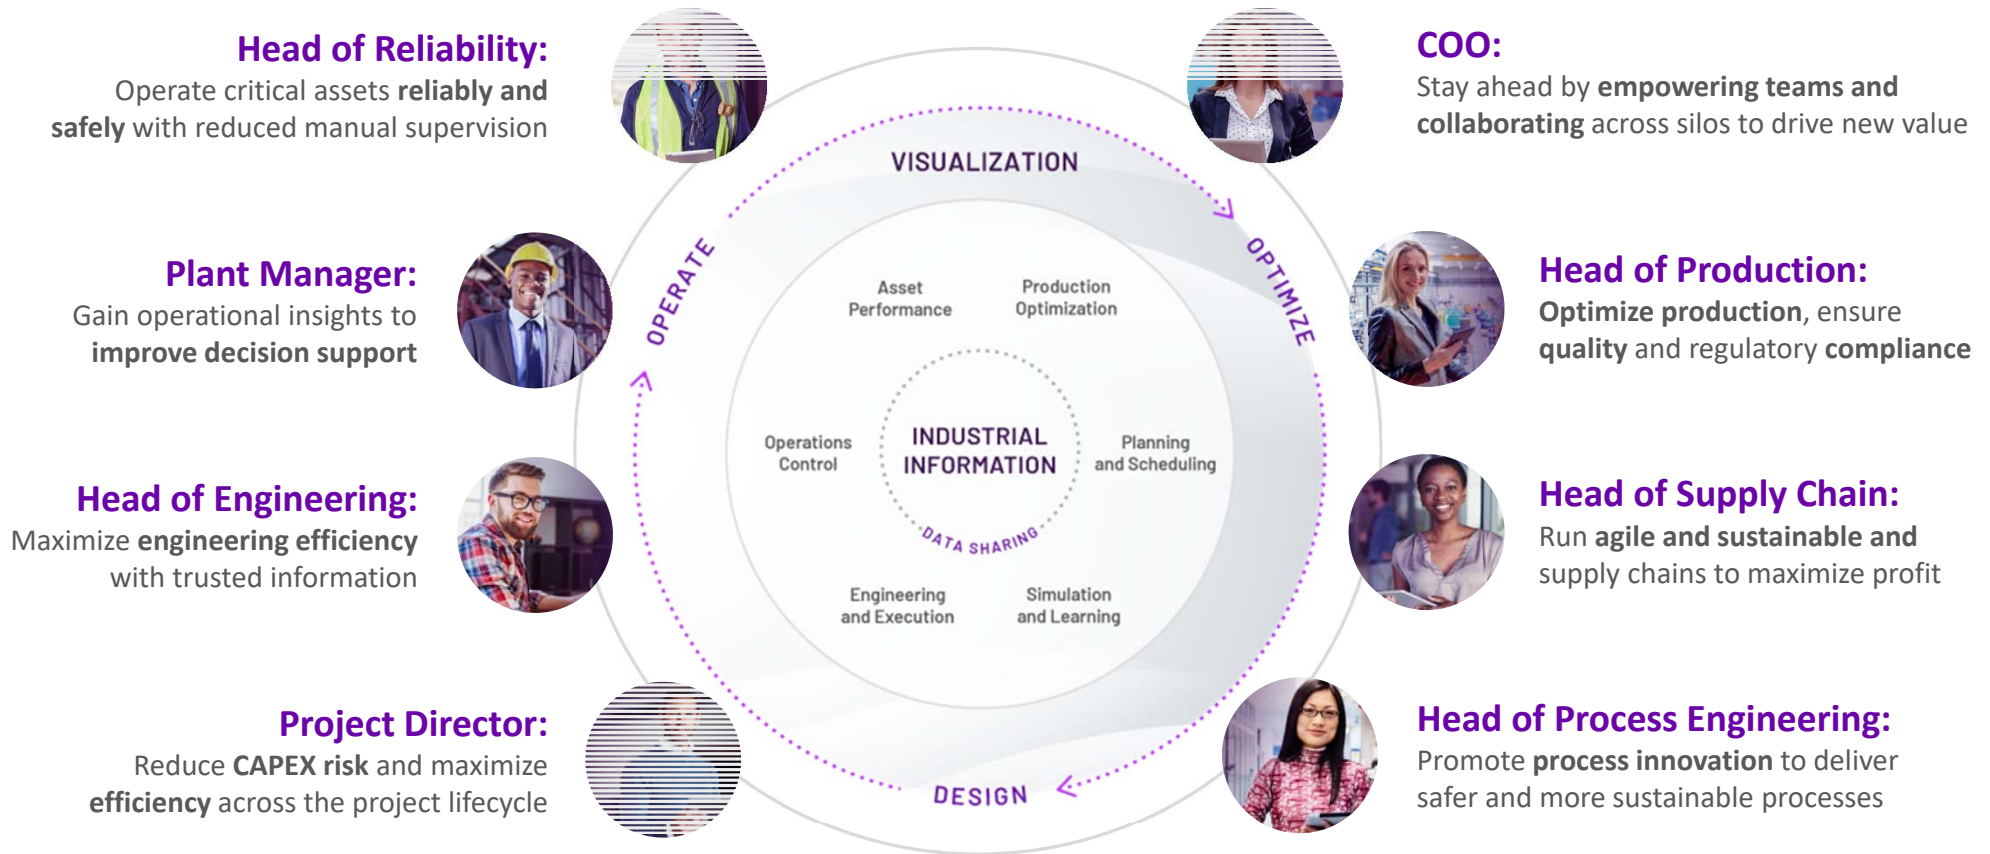 Head of Reliability:
Operate critical assets reliably and
safely with reduced manual supervision
Plant Manager:
Gain operational insights to
improve decision support
Head of Engineering:
Maximize engineering efficiency
with trusted information
Project Director:
Reduce CAPEX risk and maximize
efficiency across the project lifecycle
VISUALIZATION
OPERATE
OPTIMIZE
Asset
Performance
Production
Optimization
Operations
Control
INDUSTRIAL
INFORMATION
DATA SHARING
Planning
and Scheduling
Engineering
and Execution
Simulation
and Learning
DESIGN
COO:
Stay ahead by empowering teams and
collaborating across silos to drive new value
Head of Production:
Optimize production, ensure
quality and regulatory compliance
Head of Supply Chain:
Run agile and sustainable and
supply chains to maximize profit
Head of Process Engineering:
Promote process innovation to deliver
safer and more sustainable processes